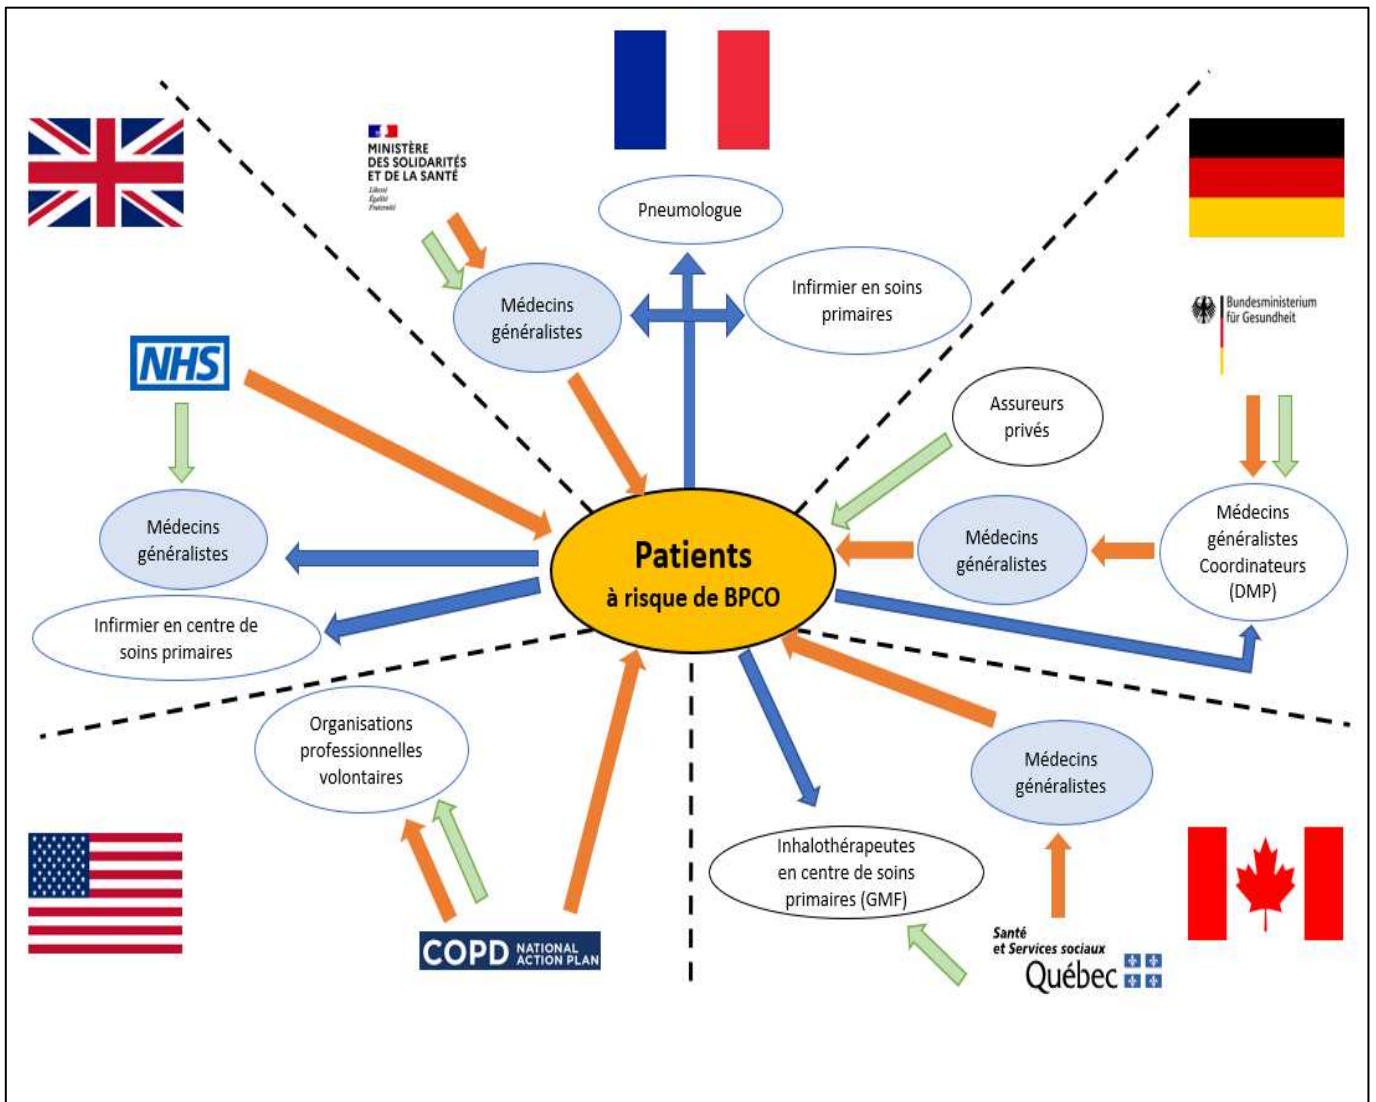 MINISTÈRE
DES SOLIDARITÉS
ET DE LA SANTÉ
Liberté
Égalité
Fraternité
Pneumologue
Médecins
généralistes
Infirmier en soins
primaires
Bundesministerium
für Gesundheit
NHS
Assureurs
privés
Médecins
généralistes
Médecins
généralistes
Médecins
généralistes
Coordinateurs
(DMP)
Patients
à risque de BPCO
Infirmier en centre de
soins primaires
Organisations
professionnelles
volontaires
Médecins
généralistes
Inhalothérapeutes
en centre de soins
primaires (GMF)
COPD NATIONAL
ACTION PLAN
Santé
et Services sociaux
Québec